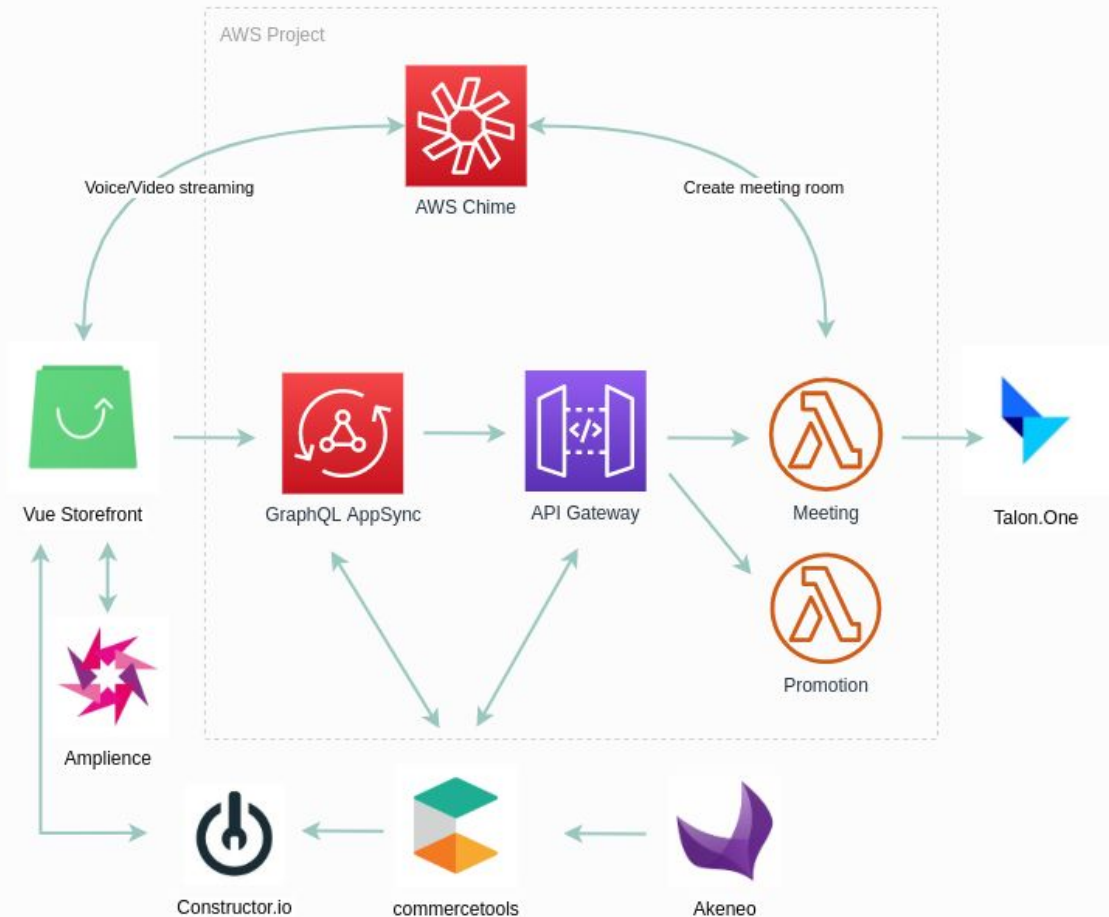 AWS Project
AWS Chime
Voice/Video streaming
Create meeting room
</>
Vue Storefront
GraphQL AppSync
API Gateway
Meeting
Talon.One
Promotion
Amplience
Constructor.io
commercetools
Akeneo